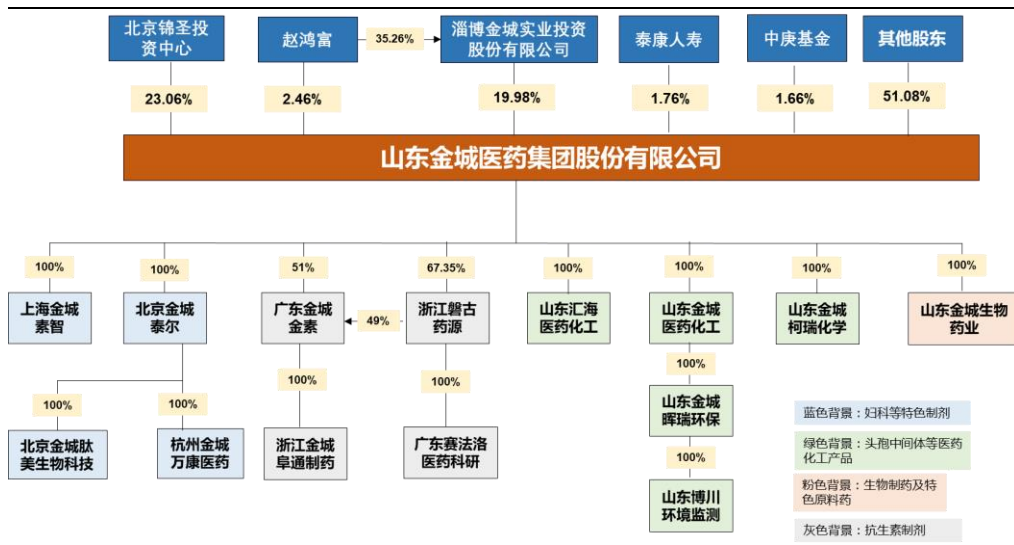 北京锦圣投
资中心
赵鸿富
35.26%
淄博金城实业投资
股份有限公司
泰康人寿
中庚基金
其他股东
23.06%
2.46%
19.98%
1.76%
1.66%
51.08%
山东金城医药集团股份有限公司
100%
100%
51%
67.35%
100%
100%
100%
100%
上海金城
素智
北京金城
泰尔
广东金城
金素
49%
浙江磐古
药源
山东汇海
医药化工
山东金城
医药化工
山东金城
柯瑞化学
山东金城生物
药业
100%
100%
100%
100%
100%
北京金城肽
美生物科技
杭州金城
万康医药
浙江金城
阜通制药
广东赛法洛
医药科研
山东金城
晖瑞环保
100%
山东博川
环境监测
蓝色背景：妇科等特色制剂
绿色背景：头孢中间体等医药
化工产品
粉色背景：生物制药及特
色原料药
灰色背景：抗生素制剂